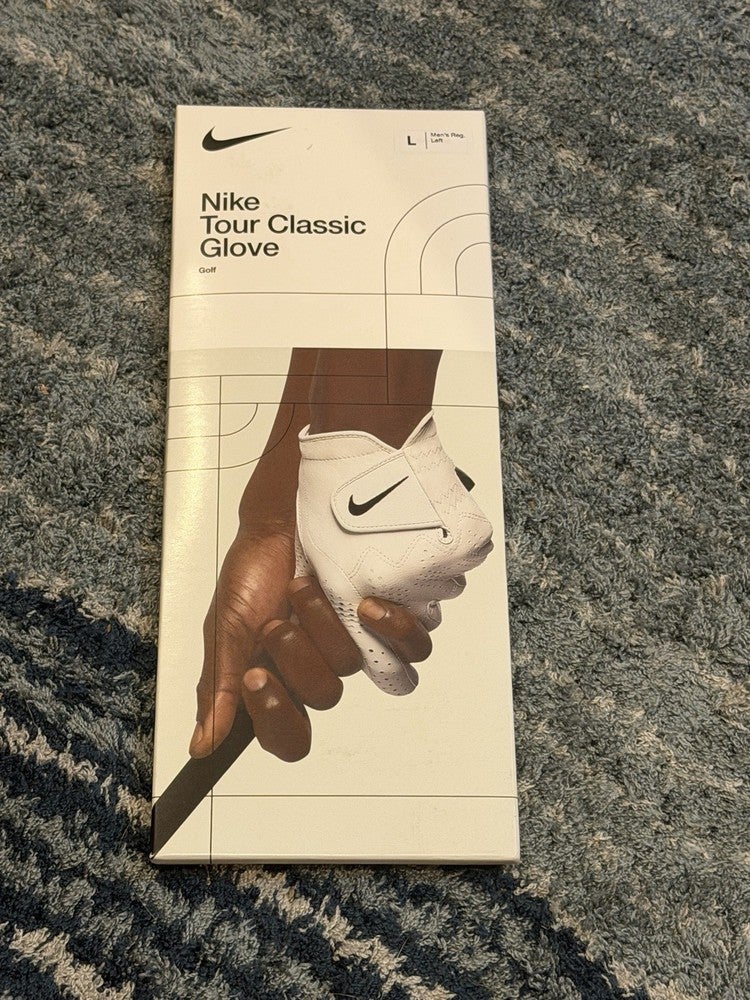 L
Men's Reg.
Left
Nike
Tour Classic
Glove
Golf